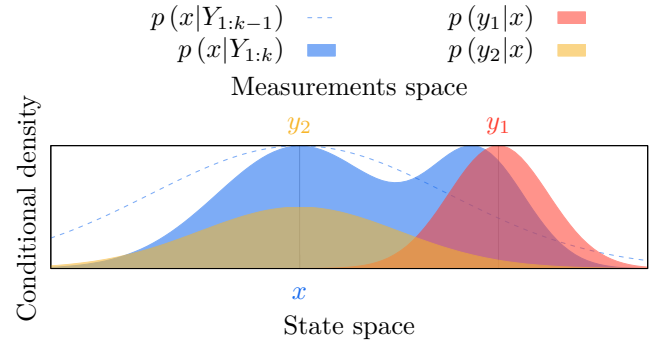 p (x|Y1:k−1) p (y1|x)
p (x|Y1:k) p (y2|x)
Measurements space
y2 y1
Conditional density
x
State space